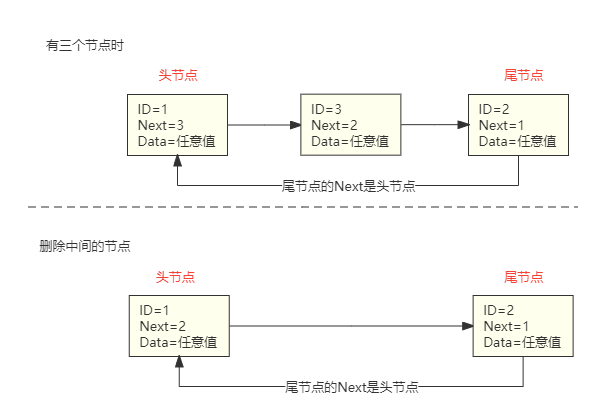 有三个节点时
头节点
尾节点
ID=1
Next=3
Data=任意值
ID=3
Next=2
Data=任意值
ID=2
Next=1
Data=任意值
尾节点的Next是头节点
删除中间的节点
头节点
尾节点
ID=1
Next=2
Data=任意值
ID=2
Next=1
Data=任意值
尾节点的Next是头节点